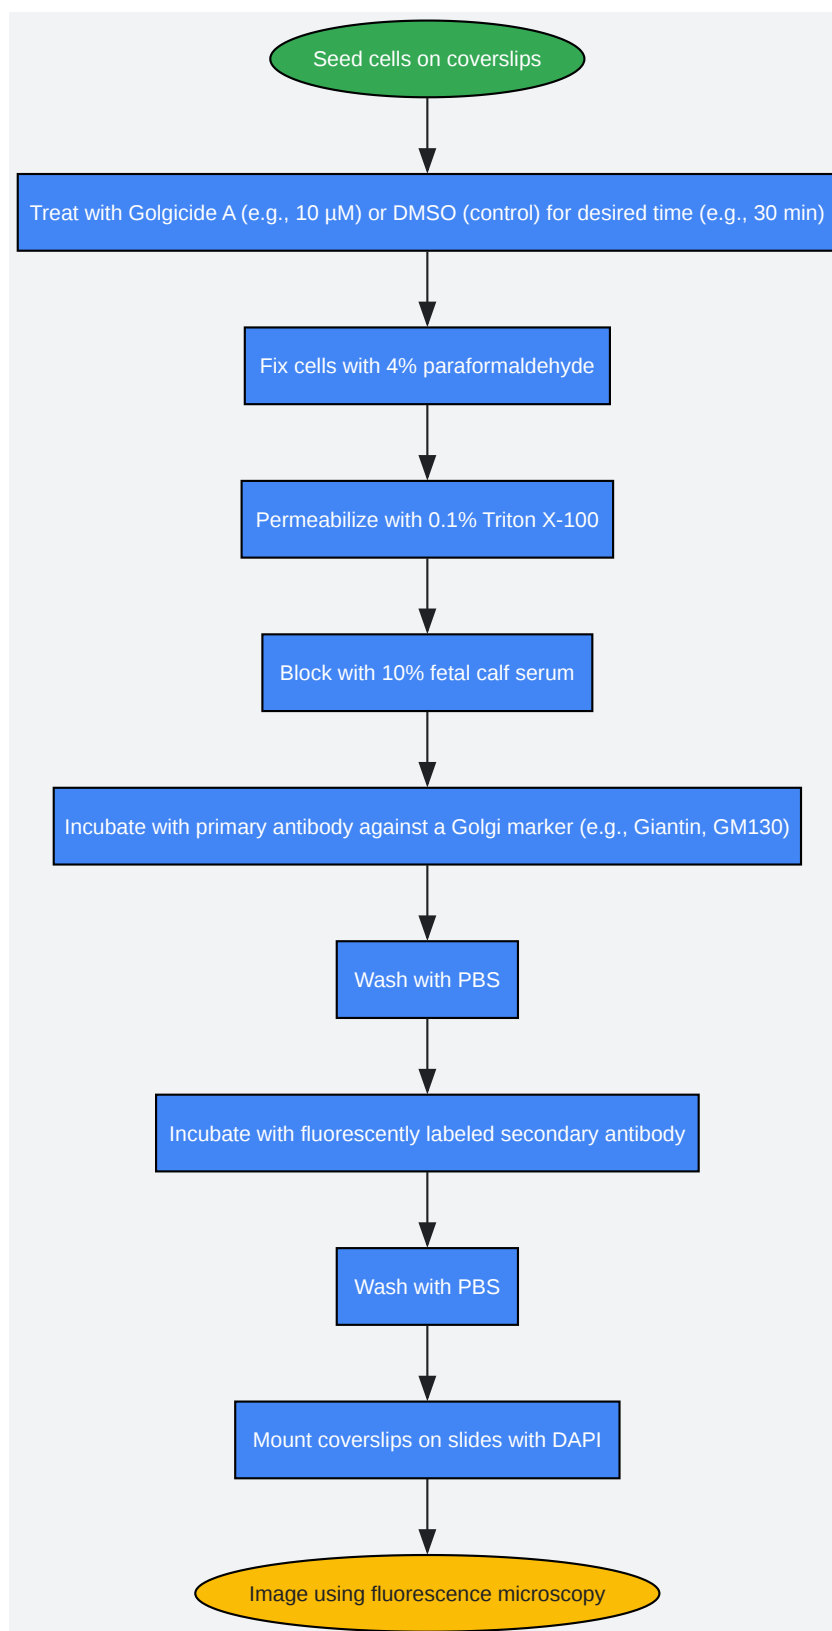 Seed cells on coverslips
Treat with Golgicide A (e.g., 10 µM) or DMSO (control) for desired time (e.g., 30 min)
Fix cells with 4% paraformaldehyde
Permeabilize with 0.1% Triton X-100
Block with 10% fetal calf serum
Incubate with primary antibody against a Golgi marker (e.g., Giantin, GM130)
Wash with PBS
Incubate with fluorescently labeled secondary antibody
Wash with PBS
Mount coverslips on slides with DAPI
Image using fluorescence microscopy